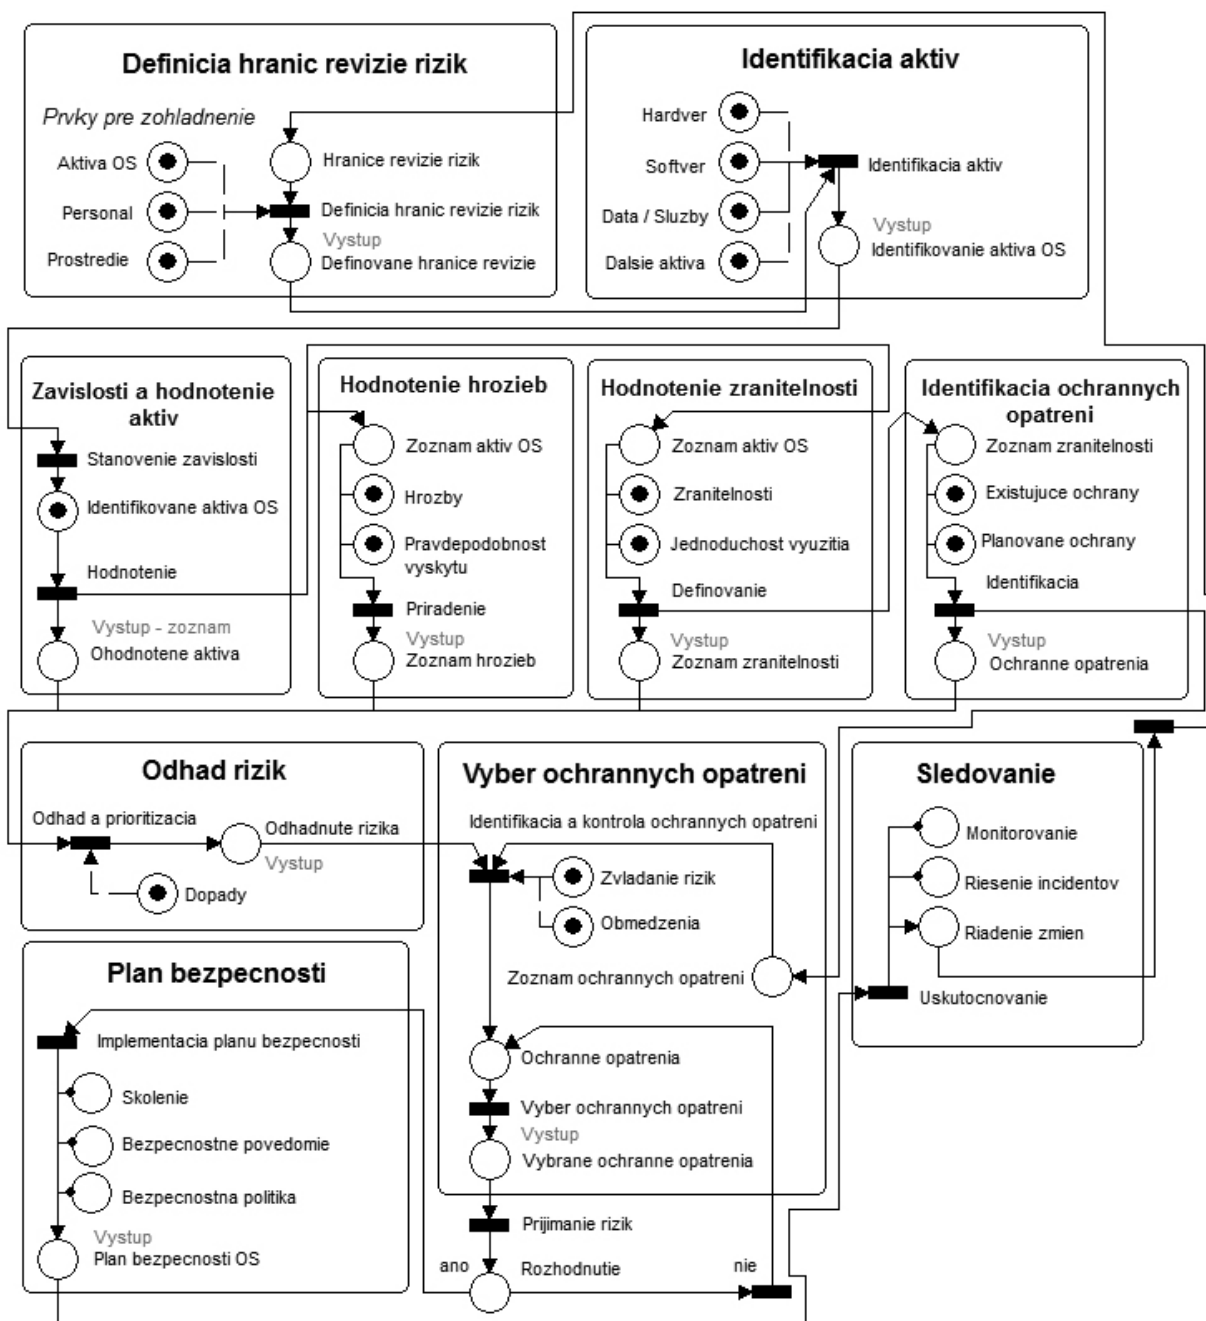 Definicia hranic revizie rizik
Prvky pre zohladnenie
Aktiva OS
Personal
Prostredie
Hranice revizie rizik
Definicia hranic revizie rizik
Vystup
Definovane hranice revizie
Identifikacia aktiv
Hardver
Softver
Data / Sluzby
Dalsie aktiva
Identifikacia aktiv
Vystup
Identifikovanie aktiva OS
Zavislosti a hodnotenie
aktiv
Stanovenie zavislosti
Identifikovane aktiva OS
Hodnotenie
Vystup - zoznam
Ohodnotene aktiva
Hodnotenie hrozieb
Zoznam aktiv OS
Hrozby
Pravdepodobnost
vyskytu
Priradenie
Vystup
Zoznam hrozieb
Hodnotenie zranitelnosti
Zoznam aktiv OS
Zranitelnosti
Jednoduchost vyuzitia
Definovanie
Vystup
Zoznam zranitelnosti
Identifikacia ochrannych
opatreni
Zoznam zranitelnosti
Existujuce ochrany
Planovane ochrany
Identifikacia
Vystup
Ochranne opatrenia
Odhad rizik
Odhad a prioritizacia
Odhadnute rizika
Vystup
Dopady
Vyber ochrannych opatreni
Identifikacia a kontrola ochrannych opatreni
Zvladanie rizik
Obmedzenia
Zoznam ochrannych opatreni
Ochranne opatrenia
Vyber ochrannych opatreni
Vystup
Vybrane ochranne opatrenia
Prijimanie rizik
ano
Rozhodnutie
nie
Sledovanie
Monitorovanie
Riesenie incidentov
Riadenie zmien
Uskutocnovanie
Plan bezpecnosti
Implementacia planu bezpecnosti
Skolenie
Bezpecnostne povedomie
Bezpecnostna politika
Vystup
Plan bezpecnosti OS